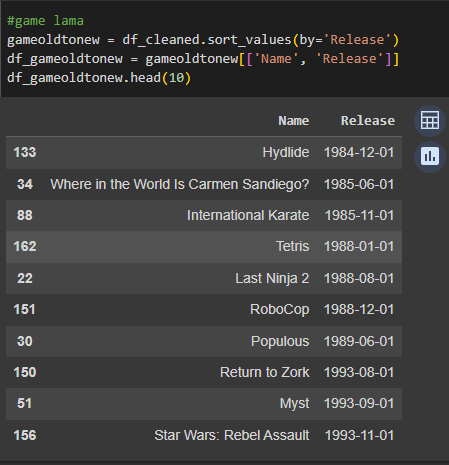 #game lama
gameoldtonew = df_cleaned.sort_values(by='Release')
df_gameoldtonew = gameoldtonew[['Name', 'Release']]
df_gameoldtonew.head(10)
Name Release
133 Hydlide 1984-12-01
34 Where in the World Is Carmen Sandiego? 1985-06-01
88 International Karate 1985-11-01
162 Tetris 1988-01-01
22 Last Ninja 2 1988-08-01
151 RoboCop 1988-12-01
30 Populous 1989-06-01
150 Return to Zork 1993-08-01
51 Myst 1993-09-01
156 Star Wars: Rebel Assault 1993-11-01